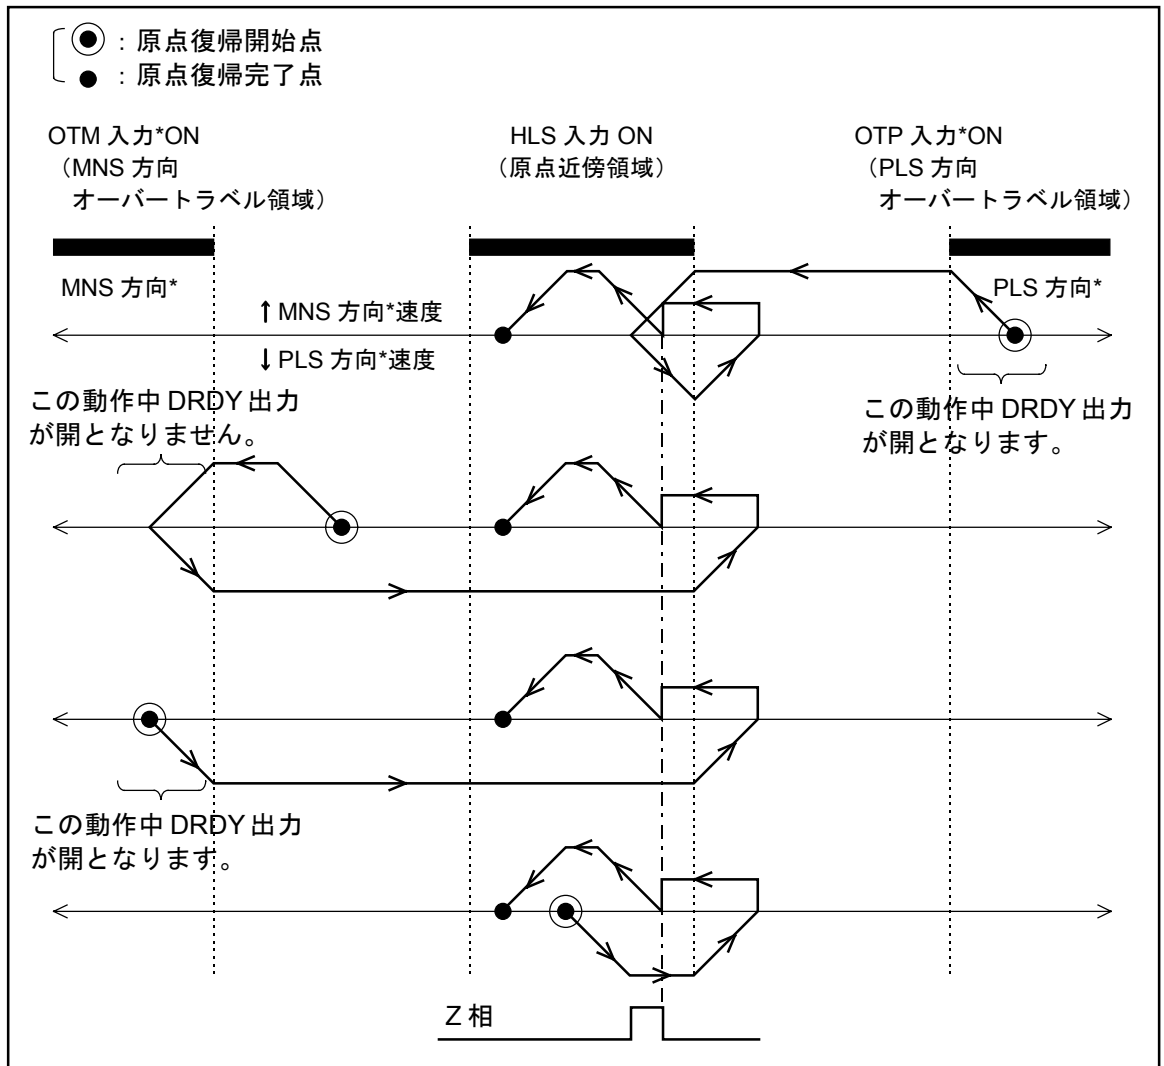 ：原点復帰開始点
：原点復帰完了点
OTM 入力*ON
（MNS 方向
オーバートラベル領域）
HLS 入力 ON
（原点近傍領域）
OTP 入力*ON
（PLS 方向
オーバートラベル領域）
MNS 方向*
PLS 方向*
↑ MNS 方向*速度
↓ PLS 方向*速度
この動作中 DRDY 出力
が開となりません。
この動作中 DRDY 出力
が開となります。
この動作中 DRDY 出力
が開となります。
Z 相